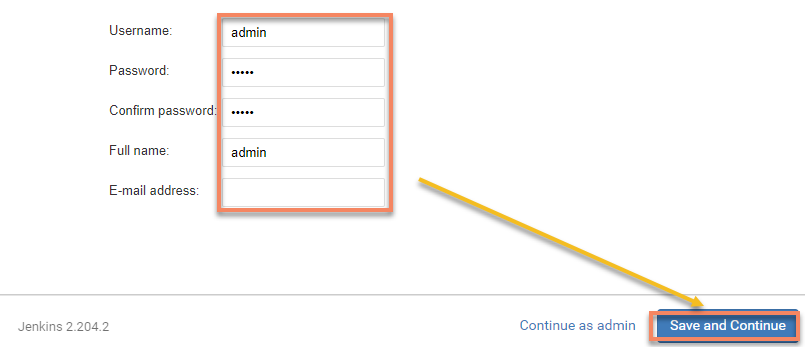 Username: admin
Password: •••••
Confirm password: •••••
Full name: admin
E-mail address:
Jenkins 2.204.2 Continue as admin Save and Continue